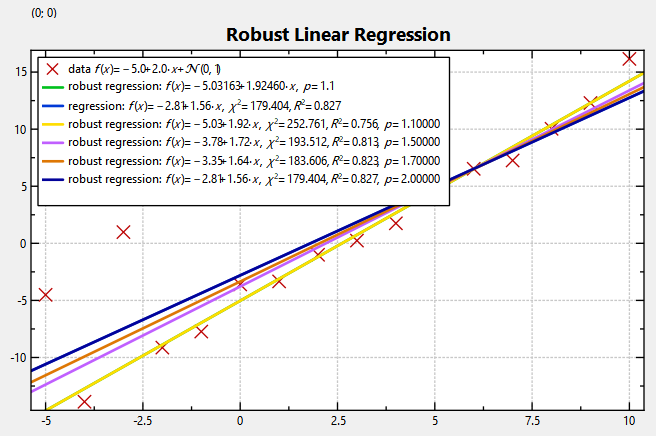 (0; 0)
Robust Linear Regression
data f(x)= −5.0+2.0·x+𝒩(0, 1)
robust regression: f(x)= −5.03163+1.92460·x, p= 1.1
regression: f(x)= −2.81+1.56·x, χ²= 179.404, R²= 0.827
robust regression: f(x)= −5.03+1.92·x, χ²= 252.761, R²= 0.756, p= 1.10000
robust regression: f(x)= −3.78+1.72·x, χ²= 193.512, R²= 0.813, p= 1.50000
robust regression: f(x)= −3.35+1.64·x, χ²= 183.606, R²= 0.823, p= 1.70000
robust regression: f(x)= −2.81+1.56·x, χ²= 179.404, R²= 0.827, p= 2.00000
15
10
5
0
-5
-10
-5 -2.5 0 2.5 5 7.5 10